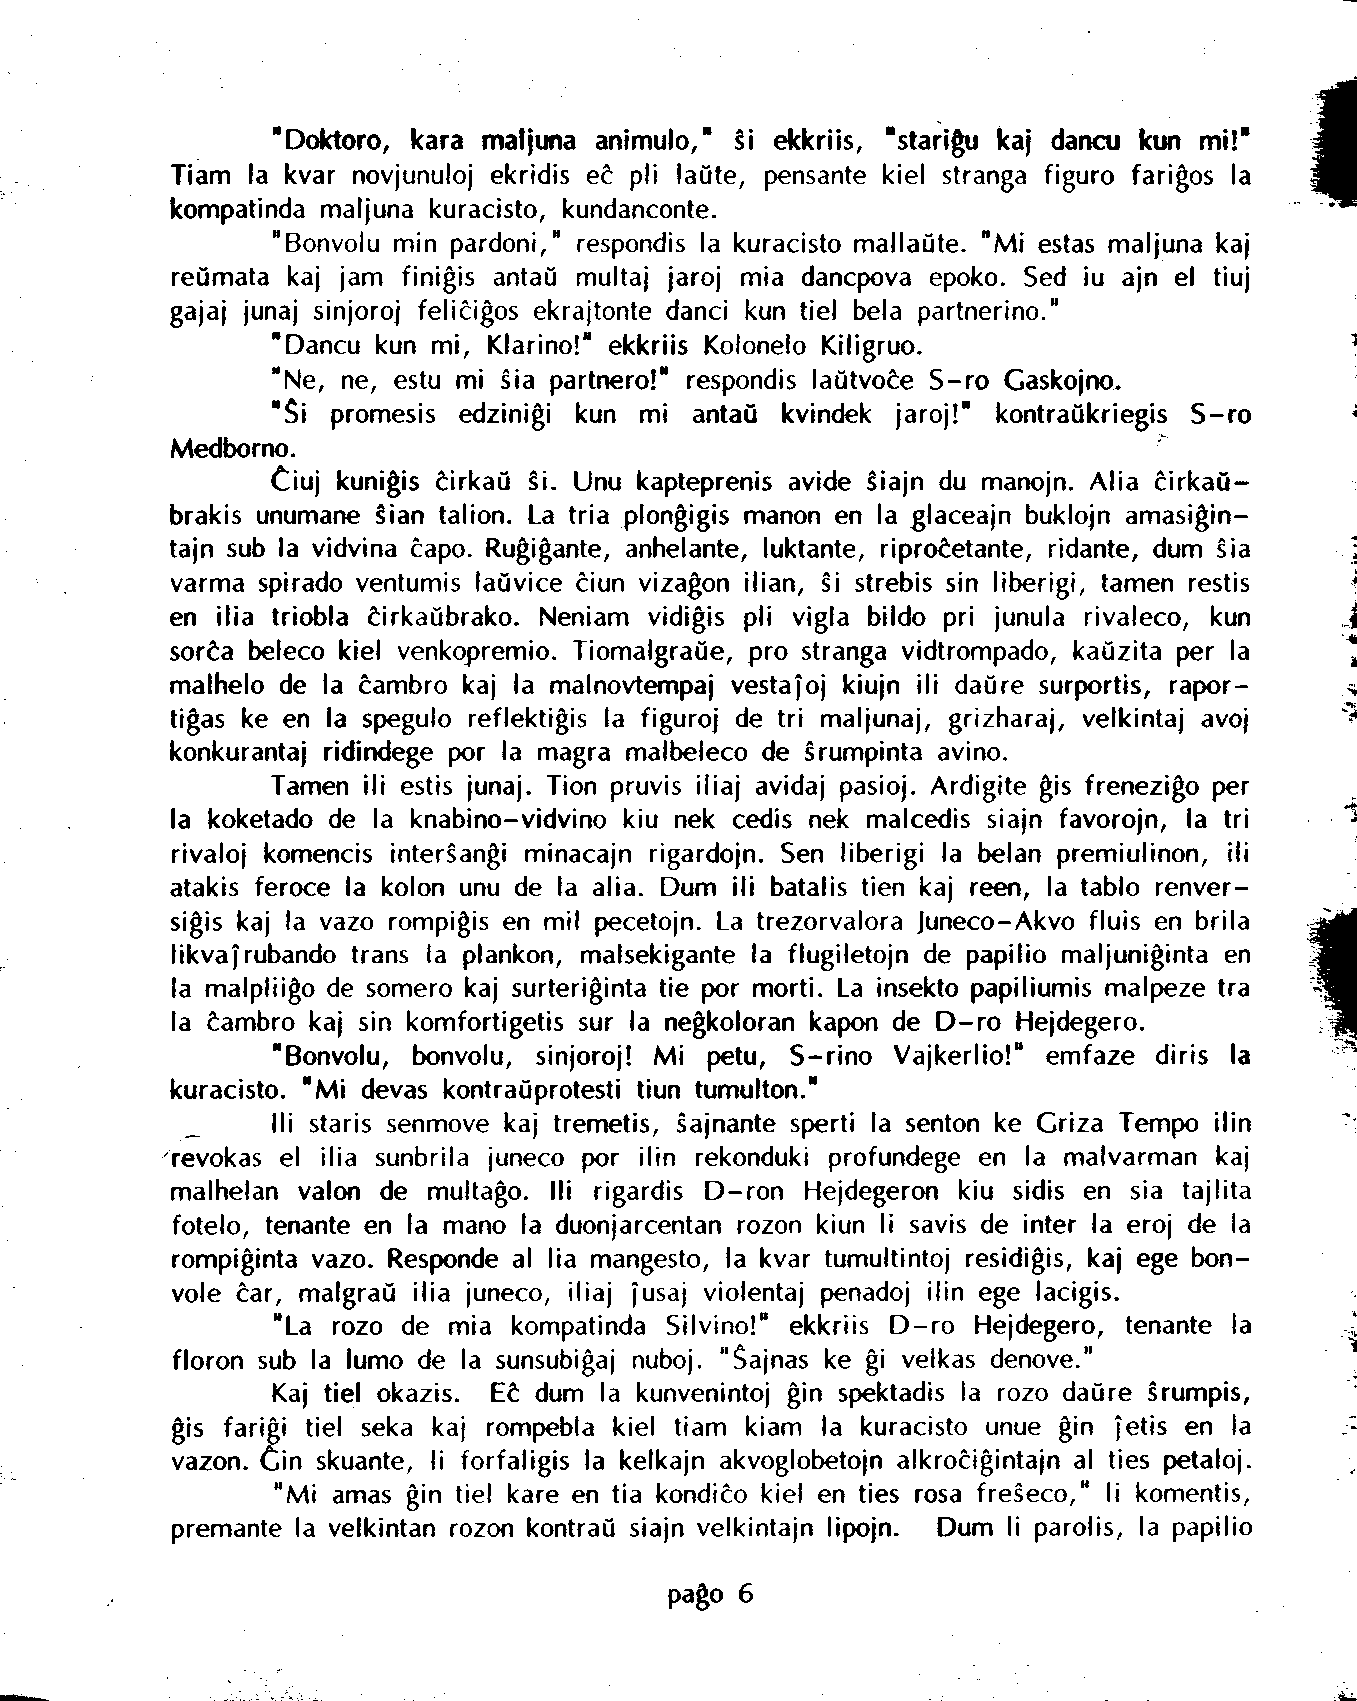 "Doktoro, kara maljuna animulo," ŝi ekkriis, "stariĝu kaj dancu kun mi!"
Tiam la kvar novjunuloj ekridis eĉ pli laŭte, pensante kiel stranga figuro fariĝos la
kompatinda maljuna kuracisto, kundanconte.
"Bonvolu min pardoni," respondis la kuracisto mallaŭte. "Mi estas maljuna kaj
reŭmata kaj jam finiĝis antaŭ multaj jaroj mia dancpova epoko. Sed iu ajn el tiuj
gajaj junaj sinjoroj feliĉiĝos ekrajtonte danci kun tiel bela partnerino."
"Dancu kun mi, Klarino!" ekkriis Kolonelo Kiligruo.
"Ne, ne, estu mi ŝia partnero!" respondis laŭtvoĉe S-ro Gaskojno.
"Ŝi promesis edziniĝi kun mi antaŭ kvindek jaroj!" kontraŭkriegis S-ro
Medborno.
Ĉiuj kuniĝis ĉirkaŭ ŝi. Unu kapteprenis avide ŝiajn du manojn. Alia ĉirkaŭ-
brakis unumane ŝian talion. La tria plonĝigis manon en la glaceajn buklojn amasiĝin-
tajn sub la vidvina ĉapo. Ruĝiĝante, anhelante, luktante, riproĉetante, ridante, dum ŝia
varma spirado ventumis laŭvice ĉiun vizaĝon ilian, ŝi strebis sin liberigi, tamen restis
en ilia triobla ĉirkaŭbrako. Neniam vidiĝis pli vigla bildo pri junula rivaleco, kun
sorĉa beleco kiel venkopremio. Tiomalgraŭe, pro stranga vidtrompado, kaŭzita per la
malhelo de la ĉambro kaj la malnovtempaj vestaĵoj kiujn ili daŭre surportis, rapor-
tiĝas ke en la spegulo reflektiĝis la figuroj de tri maljunaj, grizharaj, velkintaj avoj
konkurantaj ridindege por la magra malbeleco de ŝrumpinta avino.
Tamen ili estis junaj. Tion pruvis iliaj avidaj pasioj. Ardigite ĝis freneziĝo per
la koketado de la knabino-vidvino kiu nek cedis nek malcedis siajn favorojn, la tri
rivaloj komencis interŝanĝi minacajn rigardojn. Sen liberigi la belan premiulinon, ili
atakis feroce la kolon unu de la alia. Dum ili batalis tien kaj reen, la tablo renver-
siĝis kaj la vazo rompiĝis en mil pecetojn. La trezorvalora Juneco-Akvo fluis en brila
likvaĵrubando trans la plankon, malsekigante la flugiletojn de papilio maljuniĝinta en
la malpliiĝo de somero kaj surteriĝinta tie por morti. La insekto papiliumis malpeze tra
la ĉambro kaj sin komfortigetis sur la neĝkoloran kapon de D-ro Hejdegero.
"Bonvolu, bonvolu, sinjoroj! Mi petu, S-rino Vajkerlio!" emfaze diris la
kuracisto. "Mi devas kontraŭprotesti tiun tumulton."
Ili staris senmove kaj tremetis, ŝajnante sperti la senton ke Griza Tempo ilin
revokas el ilia sunbrila juneco por ilin rekonduki profundege en la malvarman kaj
malhelan valon de multaĝo. Ili rigardis D-ron Hejdegeron kiu sidis en sia tajlita
fotelo, tenante en la mano la duonjarcentan rozon kiun li savis de inter la eroj de la
rompiĝinta vazo. Responde al lia mangesto, la kvar tumultintoj residiĝis, kaj ege bon-
vole ĉar, malgraŭ ilia juneco, iliaj ĵusaj violentaj penadoj ilin ege lacigis.
"La rozo de mia kompatinda Silvino!" ekkriis D-ro Hejdegero, tenante la
floron sub la lumo de la sunsubiĝaj nuboj. "Ŝajnas ke ĝi velkas denove."
Kaj tiel okazis. Eĉ dum la kunvenintoj ĝin spektadis la rozo daŭre ŝrumpis,
ĝis fariĝi tiel seka kaj rompebla kiel tiam kiam la kuracisto unue ĝin ĵetis en la
vazon. Ĝin skuante, li forfaligis la kelkajn akvoglobetojn alkroĉiĝintajn al ties petaloj.
"Mi amas ĝin tiel kare en tia kondiĉo kiel en ties rosa freŝeco," li komentis,
premante la velkintan rozon kontraŭ siajn velkintajn lipojn. Dum li parolis, la papilio
paĝo 6